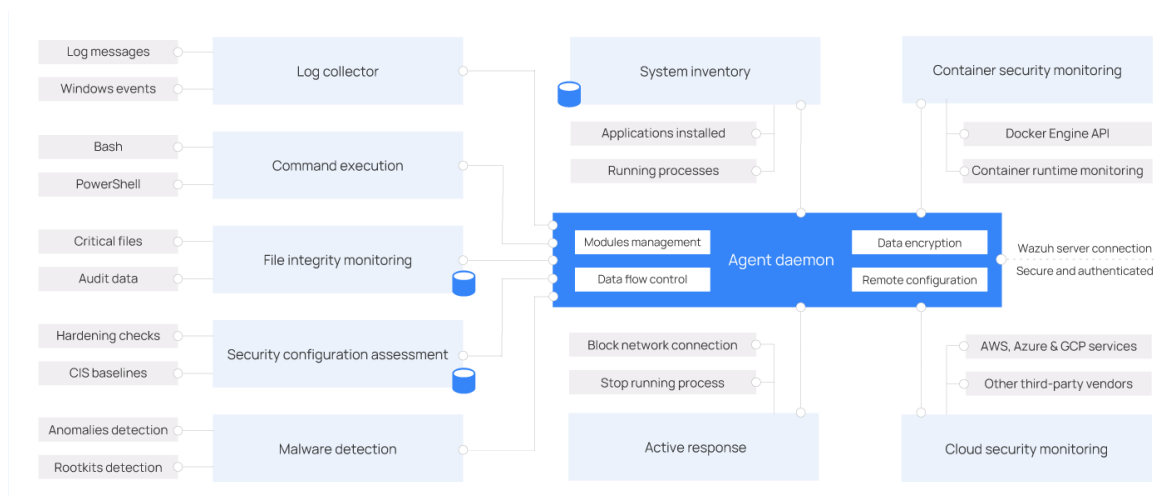 Log messages
Windows events
Log collector
Bash
PowerShell
Command execution
Critical files
Audit data
File integrity monitoring
Hardening checks
CIS baselines
Security configuration assessment
Anomalies detection
Rootkits detection
Malware detection
System inventory
Applications installed
Running processes
Container security monitoring
Docker Engine API
Container runtime monitoring
Modules management
Data flow control
Agent daemon
Data encryption
Remote configuration
Wazuh server connection
Secure and authenticated
Block network connection
Stop running process
Active response
AWS, Azure & GCP services
Other third-party vendors
Cloud security monitoring